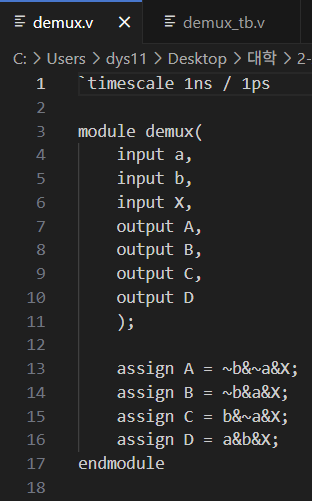 demux.v demux_tb.v
C: > Users > dys11 > Desktop > 대학 > 2-
1 `timescale 1ns / 1ps
2
3 module demux(
4 input a,
5 input b,
6 input X,
7 output A,
8 output B,
9 output C,
10 output D
11 );
12
13 assign A = ~b&~a&X;
14 assign B = ~b&a&X;
15 assign C = b&~a&X;
16 assign D = a&b&X;
17 endmodule
18